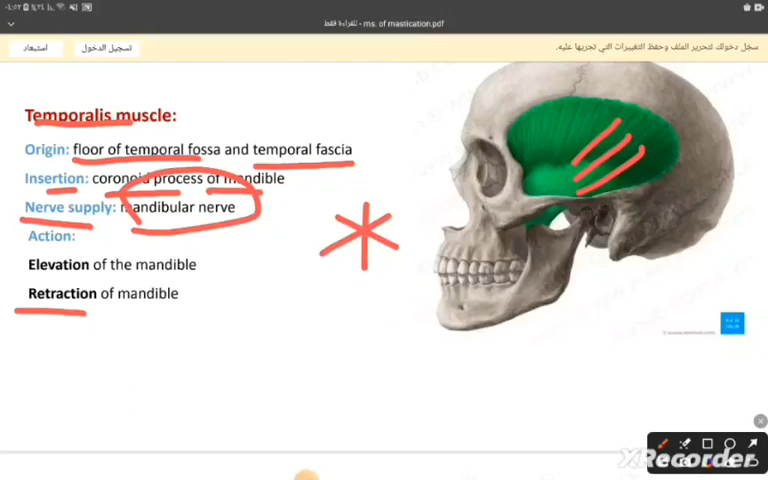 ms. of mastication.pdf - للقراءة فقط
سجّل دخولك لتحرير الملف وحفظ التغييرات التي تجريها عليه.
تسجيل الدخول
استبعاد
Temporalis muscle:
Origin: floor of temporal fossa and temporal fascia
Insertion: coronoid process of mandible
Nerve supply: mandibular nerve
Action:
Elevation of the mandible
Retraction of mandible
XRecorder